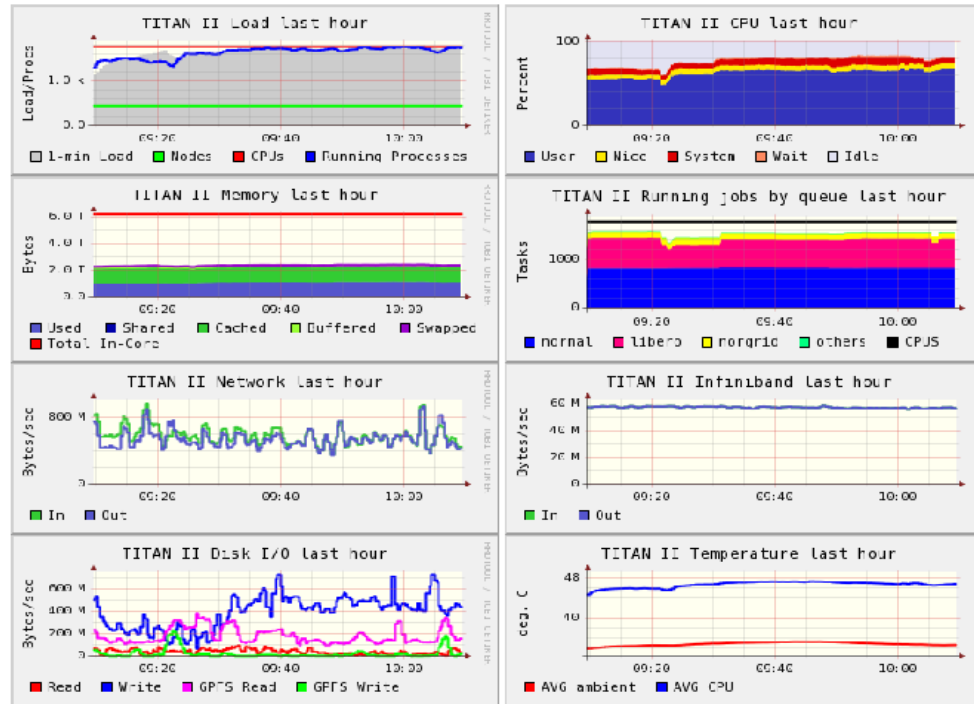 TITAN II Load last hour
Load/Procs
1.0 k
0.0
09:20 09:40 10:00
1-min Load Nodes CPUs Running Processes
TITAN II CPU last hour
Percent
100
0
09:20 09:40 10:00
User Nice System Wait Idle
TITAN II Memory last hour
Bytes
6.0 T
4.0 T
2.0 T
0.0
09:20 09:40 10:00
Used Shared Cached Buffered Swapped
Total In-Core
TITAN II Running jobs by queue last hour
Tasks
1000
0
09:20 09:40 10:00
normal libero norgrid others CPUS
TITAN II Network last hour
Bytes/sec
800 M
0
09:20 09:40 10:00
In Out
TITAN II Infiniband last hour
Bytes/sec
60 M
40 M
20 M
0
09:20 09:40 10:00
In Out
TITAN II Disk I/O last hour
Bytes/sec
600 M
400 M
200 M
0
09:20 09:40 10:00
Read Write GPFS Read GPFS Write
TITAN II Temperature last hour
deg. C
48
40
09:20 09:40 10:00
AVG ambient AVG CPU